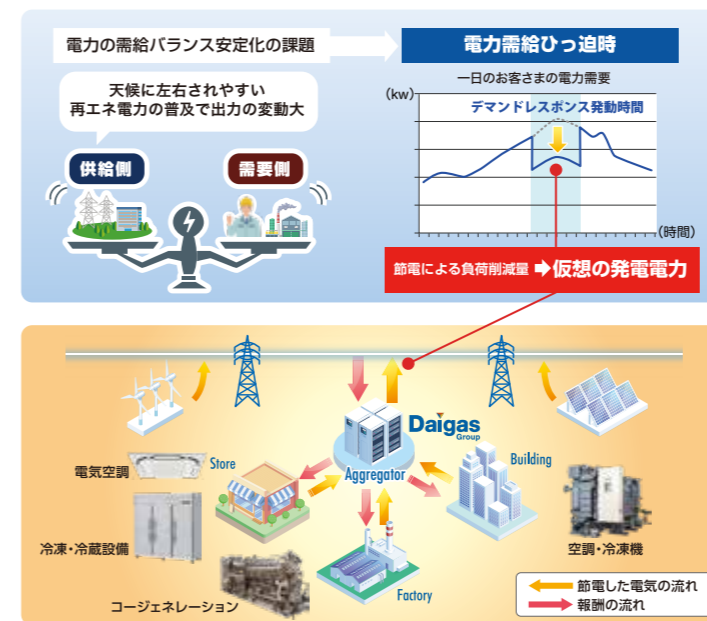 電力の需給バランス安定化の課題
電力需給ひっ迫時
天候に左右されやすい
再エネ電力の普及で出力の変動大
供給側
需要側
一日のお客さまの電力需要
(kw)
デマンドレスポンス発動時間
(時間)
節電による負荷削減量 ➡ 仮想の発電電力
Daigas
Group
電気空調
Store
Aggregator
Building
冷凍・冷蔵設備
空調・冷凍機
コージェネレーション
Factory
節電した電気の流れ
報酬の流れ